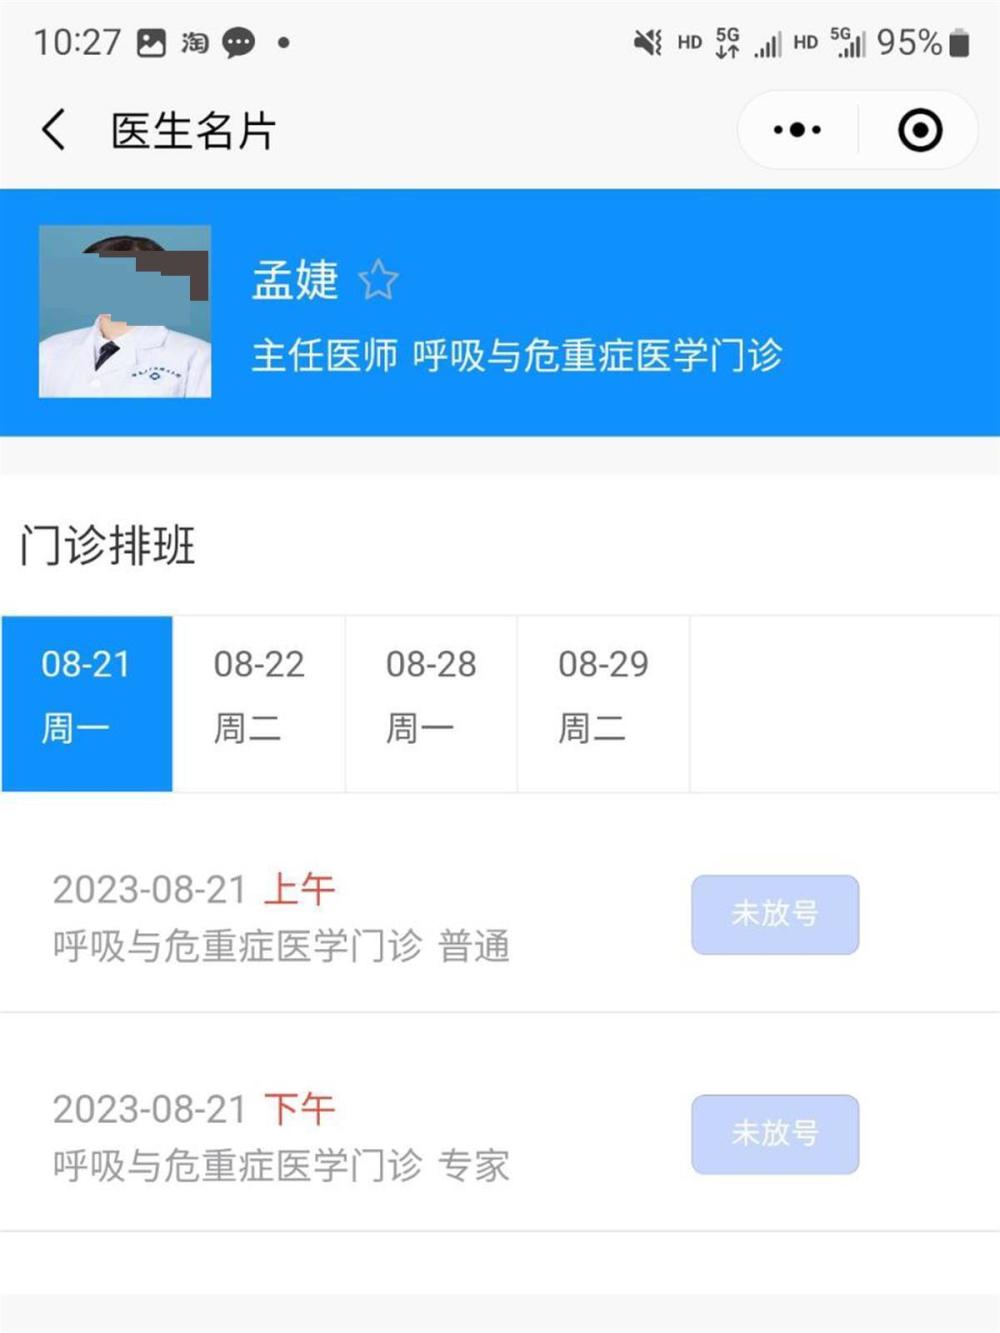 10:27 淘 HD 5G HD 5G 95%
医生名片
孟婕
主任医师 呼吸与危重症医学门诊
门诊排班
08-21 08-22 08-28 08-29
周一 周二 周一 周二
2023-08-21 上午
呼吸与危重症医学门诊 普通
未放号
2023-08-21 下午
呼吸与危重症医学门诊 专家
未放号